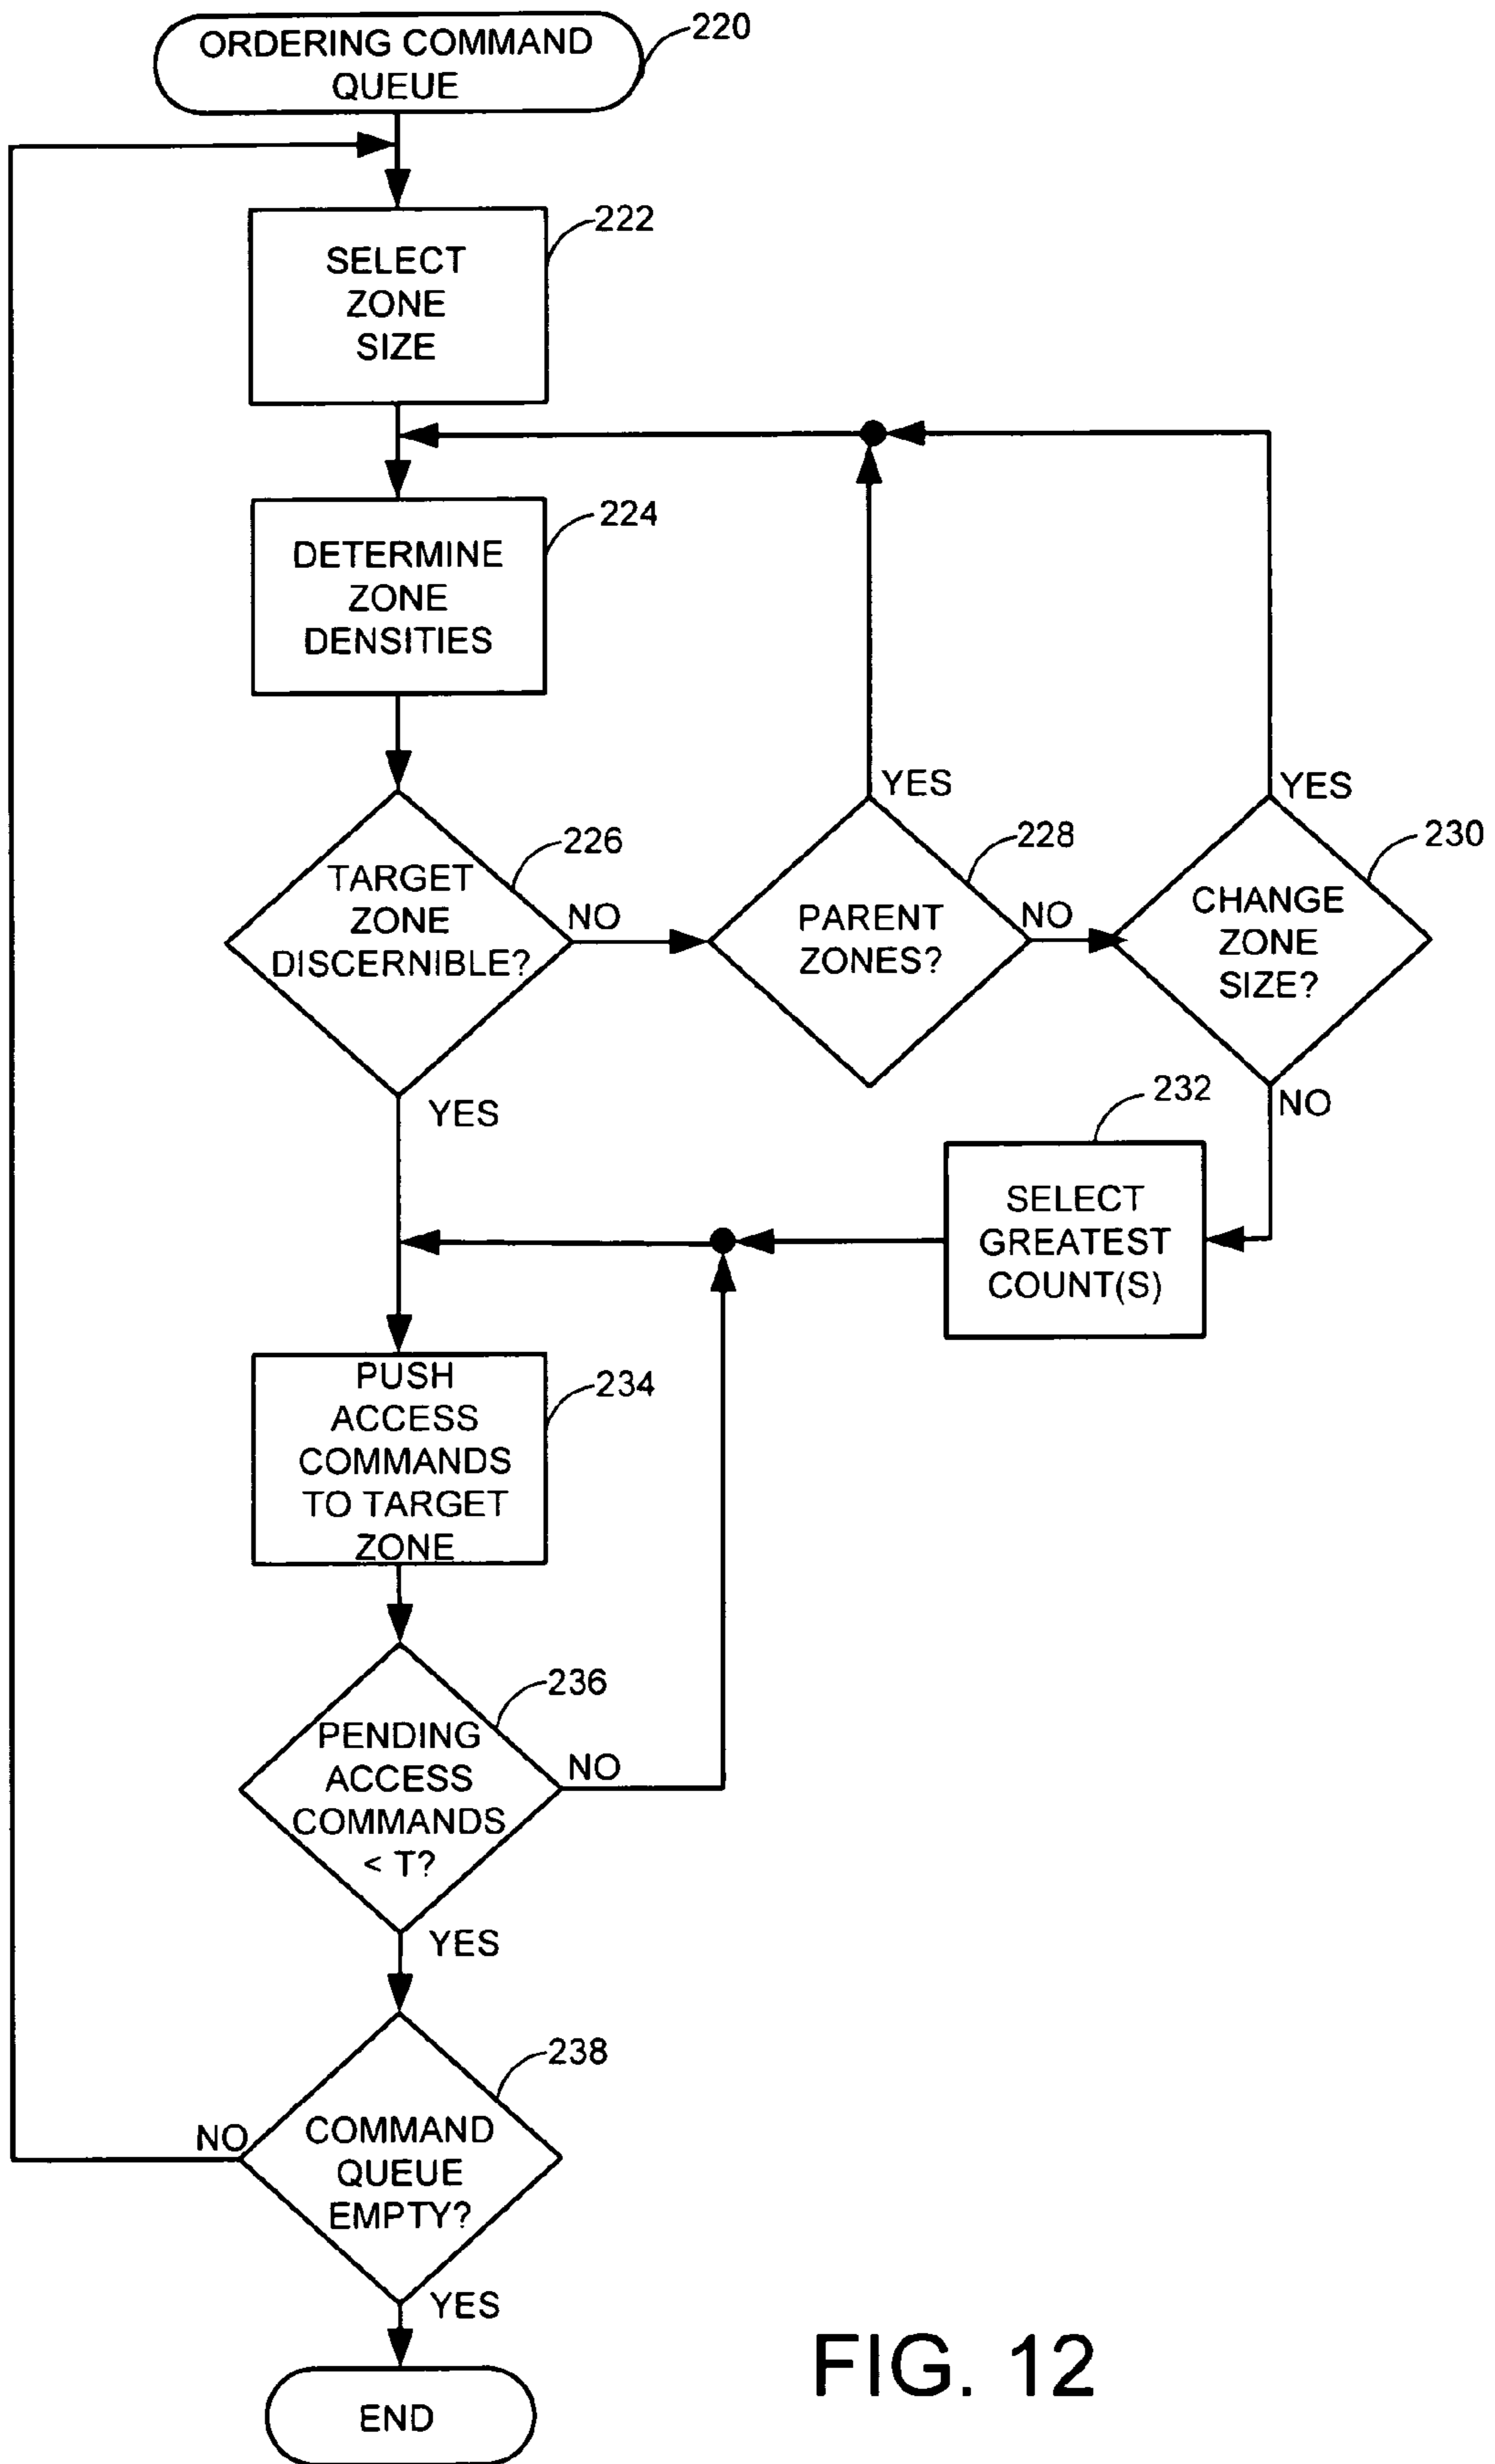 ORDERING COMMAND
QUEUE
220
SELECT
ZONE
SIZE
222
DETERMINE
ZONE
DENSITIES
224
TARGET
ZONE
DISCERNIBLE?
226
NO
YES
PARENT
ZONES?
228
YES
NO
CHANGE
ZONE
SIZE?
230
YES
NO
SELECT
GREATEST
COUNT(S)
232
PUSH
ACCESS
COMMANDS
TO TARGET
ZONE
234
PENDING
ACCESS
COMMANDS
< T?
236
NO
YES
COMMAND
QUEUE
EMPTY?
238
NO
YES
END
FIG. 12